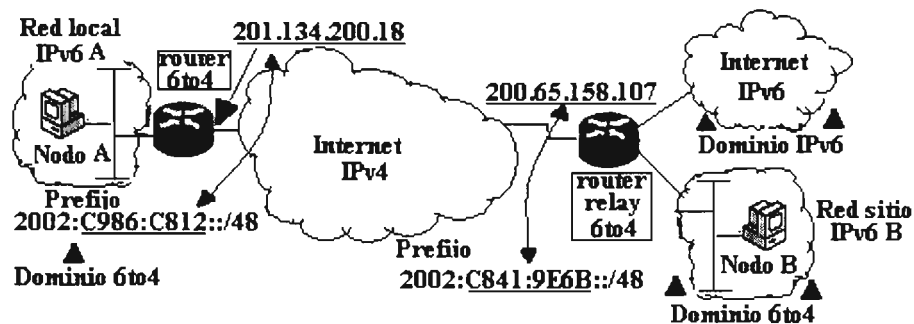 Red local
IPv6 A
201.134.200.18
router
6to4
Nodo A
Prefijo
2002:C986:C812::/48
Dominio 6to4
Internet
IPv4
200.65.158.107
Internet
IPv6
Dominio IPv6
router
relay
6to4
Prefijo
2002:C841:9E6B::/48
Red sitio
IPv6 B
Nodo B
Dominio 6to4